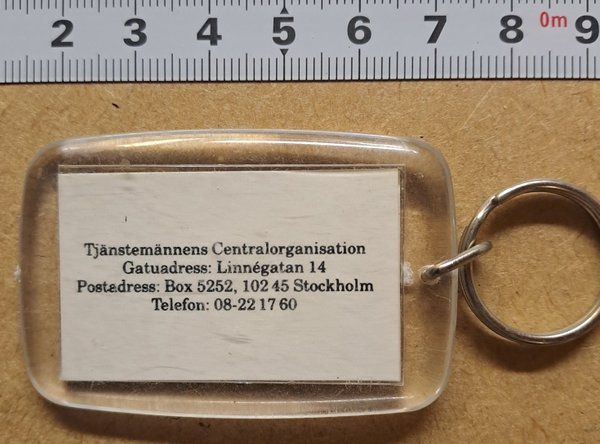 2 3 4 5 6 7 8 0m 9
Tjänstemännens Centralorganisation
Gatuadress: Linnégatan 14
Postadress: Box 5252, 102 45 Stockholm
Telefon: 08-22 17 60